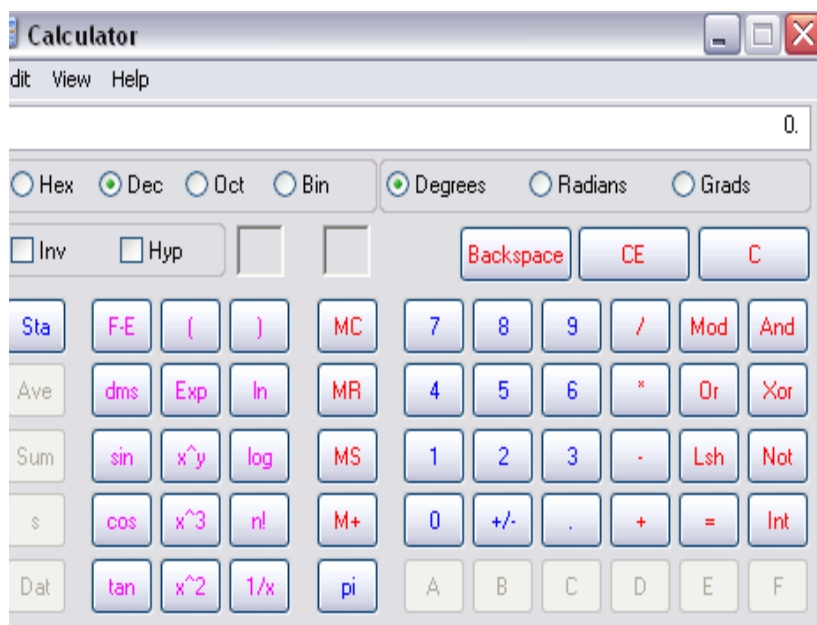 Calculator
dit View Help
0.
Hex Dec Oct Bin Degrees Radians Grads
Inv Hyp Backspace CE C
Sta F-E ( ) MC 7 8 9 / Mod And
Ave dms Exp ln MR 4 5 6 * Or Xor
Sum sin x^y log MS 1 2 3 - Lsh Not
s cos x^3 n! M+ 0 +/- . + = Int
Dat tan x^2 1/x pi A B C D E F